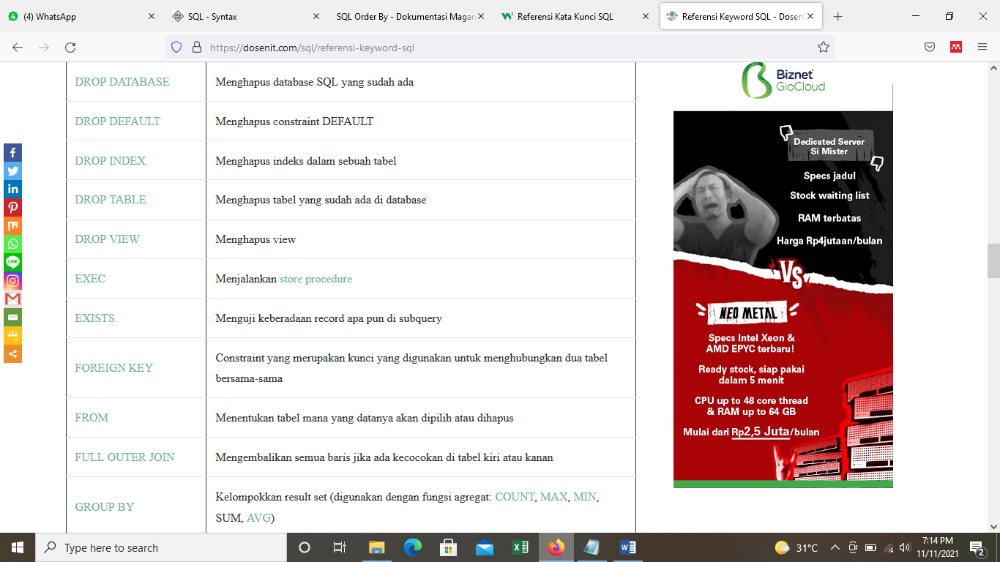 (4) WhatsApp
SQL - Syntax
SQL Order By - Dokumentasi Magan
Referensi Kata Kunci SQL
Referensi Keyword SQL - Dosen
https://dosenit.com/sql/referensi-keyword-sql
DROP DATABASE Menghapus database SQL yang sudah ada
DROP DEFAULT Menghapus constraint DEFAULT
DROP INDEX Menghapus indeks dalam sebuah tabel
DROP TABLE Menghapus tabel yang sudah ada di database
DROP VIEW Menghapus view
EXEC Menjalankan store procedure
EXISTS Menguji keberadaan record apa pun di subquery
FOREIGN KEY Constraint yang merupakan kunci yang digunakan untuk menghubungkan dua tabel
bersama-sama
FROM Menentukan tabel mana yang datanya akan dipilih atau dihapus
FULL OUTER JOIN Mengembalikan semua baris jika ada kecocokan di tabel kiri atau kanan
GROUP BY Kelompokkan result set (digunakan dengan fungsi agregat: COUNT, MAX, MIN,
SUM, AVG)
Biznet
GioCloud
Dedicated Server
Si Mister
Specs jadul
Stock waiting list
RAM terbatas
Harga Rp4jutaan/bulan
Vs
NEO METAL
Specs Intel Xeon &
AMD EPYC terbaru!
Ready stock, siap pakai
dalam 5 menit
CPU up to 48 core thread
& RAM up to 64 GB
Mulai dari Rp2,5 Juta/bulan
LINE
Type here to search
31°C
7:14 PM
11/11/2021
2